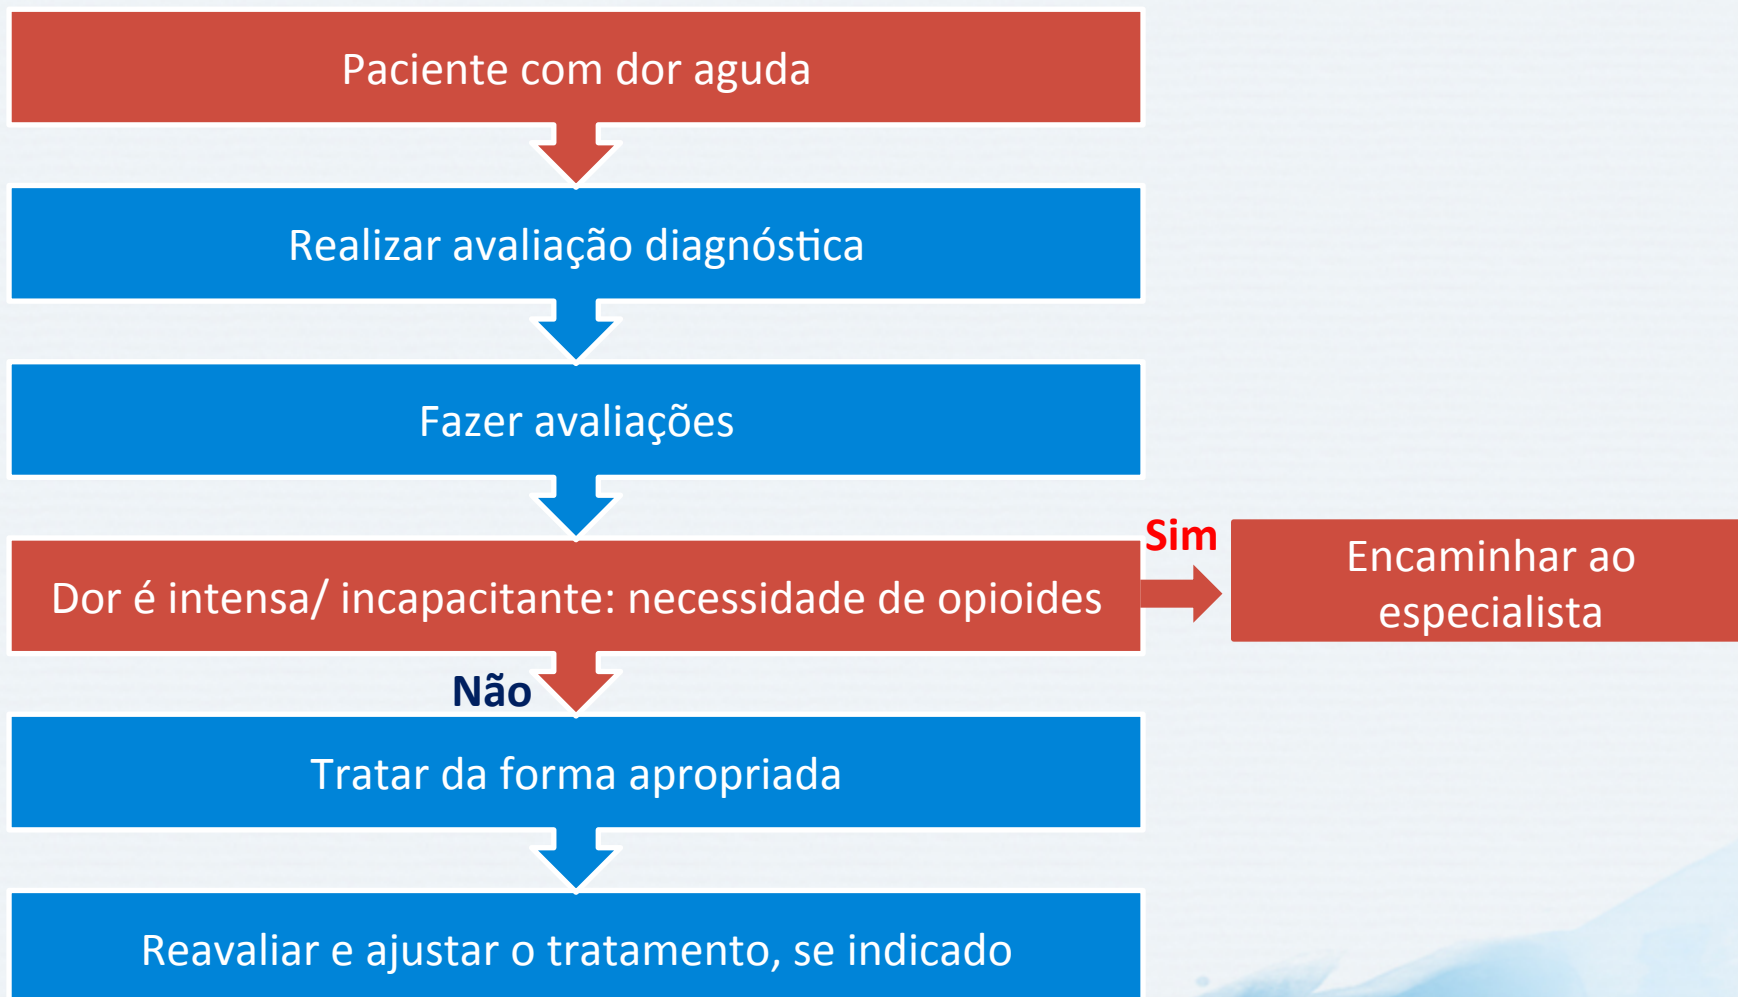 Paciente com dor aguda
Realizar avaliação diagnóstica
Fazer avaliações
Dor é intensa/ incapacitante: necessidade de opioides
Sim
Encaminhar ao
especialista
Não
Tratar da forma apropriada
Reavaliar e ajustar o tratamento, se indicado